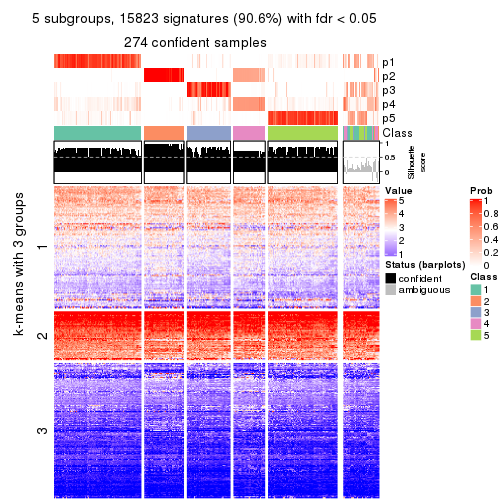 5 subgroups, 15823 signatures (90.6%) with fdr < 0.05
274 confident samples
p1
p2
p3
p4
p5
Class
1
0.5
0
Silhouette
score
k-means with 3 groups
1
2
3
Value
5
4
3
2
1
Status (barplots)
confident
ambiguous
Prob
1
0.8
0.6
0.4
0.2
0
Class
1
2
3
4
5